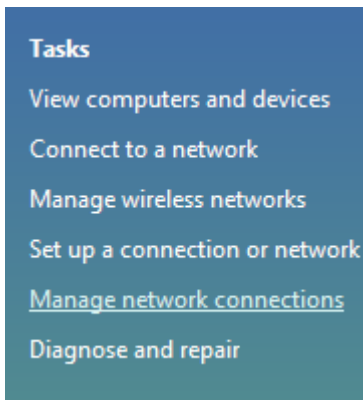 Tasks
View computers and devices
Connect to a network
Manage wireless networks
Set up a connection or network
Manage network connections
Diagnose and repair